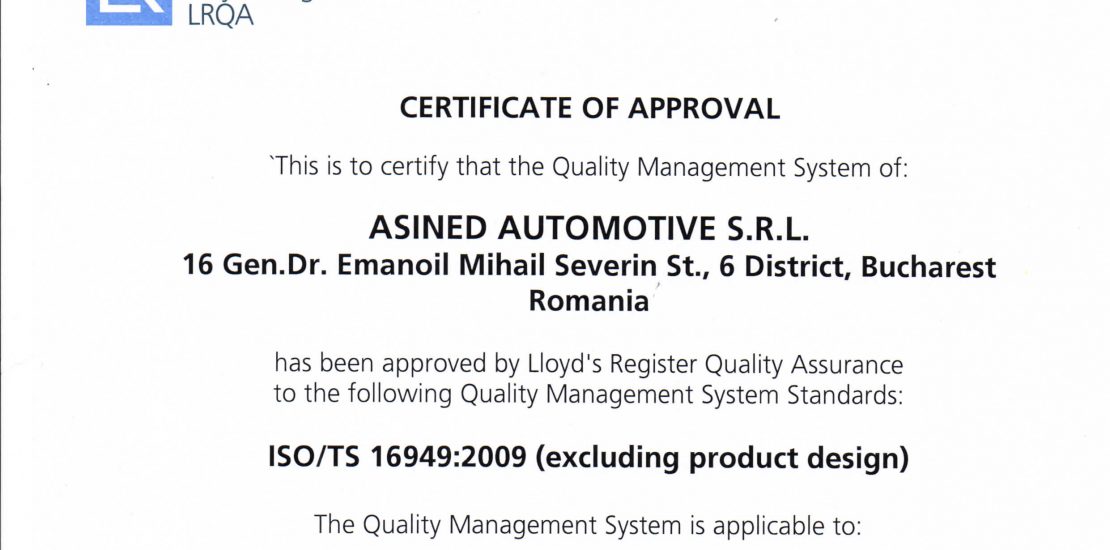 LRQA
CERTIFICATE OF APPROVAL
`This is to certify that the Quality Management System of:
ASINED AUTOMOTIVE S.R.L.
16 Gen.Dr. Emanoil Mihail Severin St., 6 District, Bucharest
Romania
has been approved by Lloyd's Register Quality Assurance
to the following Quality Management System Standards:
ISO/TS 16949:2009 (excluding product design)
The Quality Management System is applicable to: